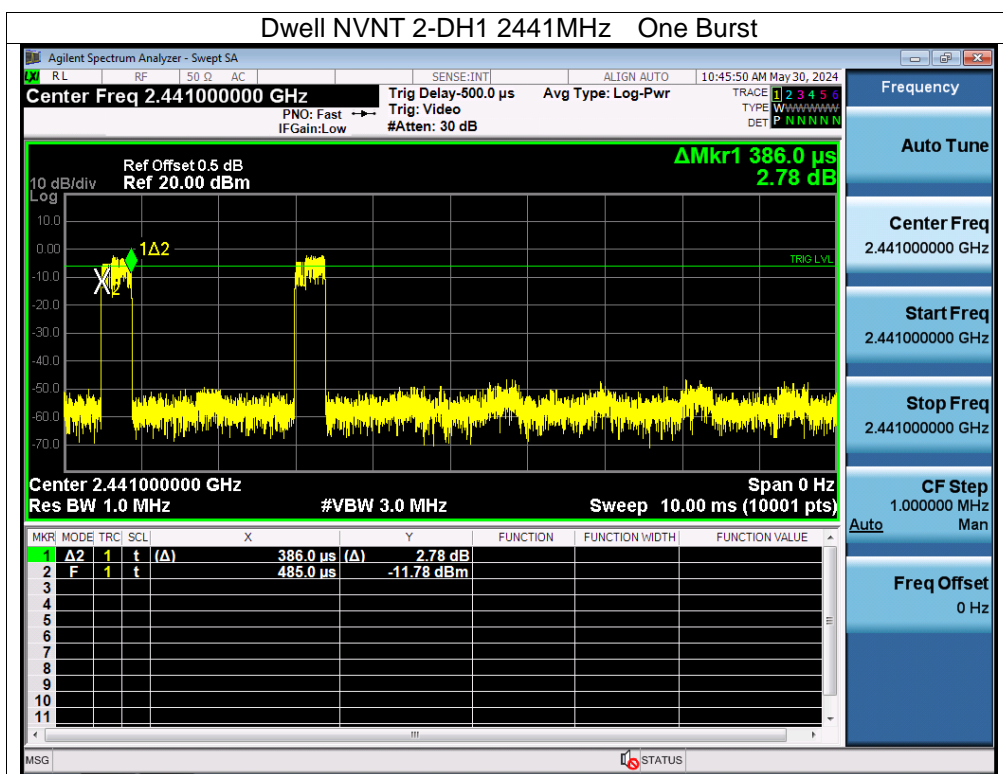 Dwell NVNT 2-DH1 2441MHz One Burst
Agilent Spectrum Analyzer - Swept SA
LXI RL RF 50 Ω AC SENSE:INT ALIGN AUTO 10:45:50 AM May 30, 2024
Center Freq 2.441000000 GHz
PNO: Fast
IFGain:Low
Trig Delay-500.0 µs
Trig: Video
#Atten: 30 dB
Avg Type: Log-Pwr
TRACE 1 2 3 4 5 6
TYPE WWWWWWW
DET P N N N N N
Frequency
Auto Tune
Center Freq
2.441000000 GHz
Start Freq
2.441000000 GHz
Stop Freq
2.441000000 GHz
CF Step
1.000000 MHz
Auto Man
Freq Offset
0 Hz
ΔMkr1 386.0 µs
2.78 dB
Ref Offset 0.5 dB
10 dB/div Ref 20.00 dBm
Log
10.0
0.00
-10.0
-20.0
-30.0
-40.0
-50.0
-60.0
-70.0
1Δ2
X2
TRIG LVL
Center 2.441000000 GHz Span 0 Hz
Res BW 1.0 MHz #VBW 3.0 MHz Sweep 10.00 ms (10001 pts)
MKR MODE TRC SCL X Y FUNCTION FUNCTION WIDTH FUNCTION VALUE
1 Δ2 1 t (Δ) 386.0 µs (Δ) 2.78 dB
2 F 1 t 485.0 µs -11.78 dBm
3
4
5
6
7
8
9
10
11
MSG STATUS